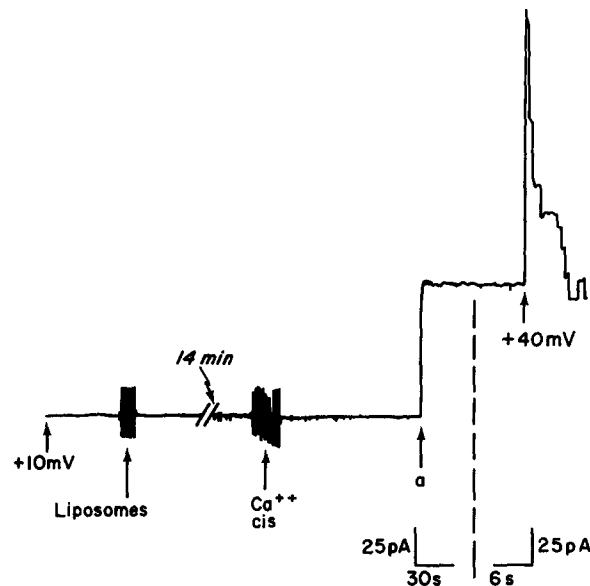 14 min
+40mV
+10mV
Liposomes
Ca++
cis
a
25pA
25pA
30s
6s